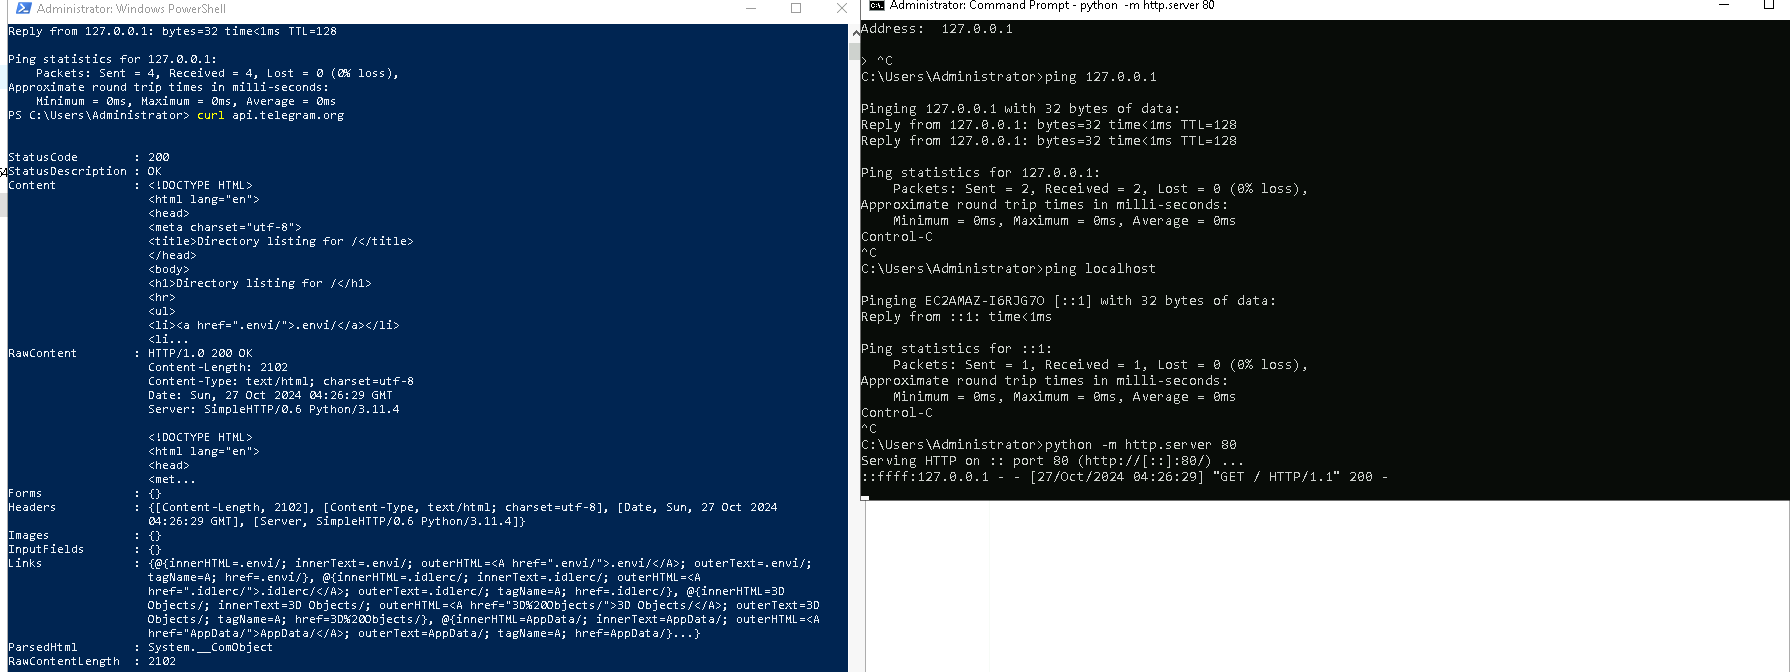 Administrator: Windows PowerShell
Reply from 127.0.0.1: bytes=32 time<1ms TTL=128
Ping statistics for 127.0.0.1:
    Packets: Sent = 4, Received = 4, Lost = 0 (0% loss),
Approximate round trip times in milli-seconds:
    Minimum = 0ms, Maximum = 0ms, Average = 0ms
PS C:\Users\Administrator> curl api.telegram.org
StatusCode        : 200
StatusDescription : OK
Content           : <!DOCTYPE HTML>
                    <html lang="en">
                    <head>
                    <meta charset="utf-8">
                    <title>Directory listing for /</title>
                    </head>
                    <body>
                    <h1>Directory listing for /</h1>
                    <hr>
                    <ul>
                    <li><a href=".envi/">.envi/</a></li>
                    <li...
RawContent        : HTTP/1.0 200 OK
                    Content-Length: 2102
                    Content-Type: text/html; charset=utf-8
                    Date: Sun, 27 Oct 2024 04:26:29 GMT
                    Server: SimpleHTTP/0.6 Python/3.11.4
                    <!DOCTYPE HTML>
                    <html lang="en">
                    <head>
                    <met...
Forms             : {}
Headers           : {[Content-Length, 2102], [Content-Type, text/html; charset=utf-8], [Date, Sun, 27 Oct 2024
                    04:26:29 GMT], [Server, SimpleHTTP/0.6 Python/3.11.4]}
Images            : {}
InputFields       : {}
Links             : {@{innerHTML=.envi/; innerText=.envi/; outerHTML=<A href=".envi/">.envi/</A>; outerText=.envi/;
                    tagName=A; href=.envi/}, @{innerHTML=.idlerc/; innerText=.idlerc/; outerHTML=<A
                    href=".idlerc/">.idlerc/</A>; outerText=.idlerc/; tagName=A; href=.idlerc/}, @{innerHTML=3D
                    Objects/; innerText=3D Objects/; outerHTML=<A href="3D%20Objects/">3D Objects/</A>; outerText=3D
                    Objects/; tagName=A; href=3D%20Objects/}, @{innerHTML=AppData/; innerText=AppData/; outerHTML=<A
                    href="AppData/">AppData/</A>; outerText=AppData/; tagName=A; href=AppData/}...}
ParsedHtml        : System.__ComObject
RawContentLength  : 2102
Administrator: Command Prompt - python  -m http.server 80
Address:  127.0.0.1
> ^C
C:\Users\Administrator>ping 127.0.0.1
Pinging 127.0.0.1 with 32 bytes of data:
Reply from 127.0.0.1: bytes=32 time<1ms TTL=128
Reply from 127.0.0.1: bytes=32 time<1ms TTL=128
Ping statistics for 127.0.0.1:
    Packets: Sent = 2, Received = 2, Lost = 0 (0% loss),
Approximate round trip times in milli-seconds:
    Minimum = 0ms, Maximum = 0ms, Average = 0ms
Control-C
^C
C:\Users\Administrator>ping localhost
Pinging EC2AMAZ-I6RJG7O [::1] with 32 bytes of data:
Reply from ::1: time<1ms
Ping statistics for ::1:
    Packets: Sent = 1, Received = 1, Lost = 0 (0% loss),
Approximate round trip times in milli-seconds:
    Minimum = 0ms, Maximum = 0ms, Average = 0ms
Control-C
^C
C:\Users\Administrator>python -m http.server 80
Serving HTTP on :: port 80 (http://[::]:80/) ...
::ffff:127.0.0.1 - - [27/Oct/2024 04:26:29] "GET / HTTP/1.1" 200 -